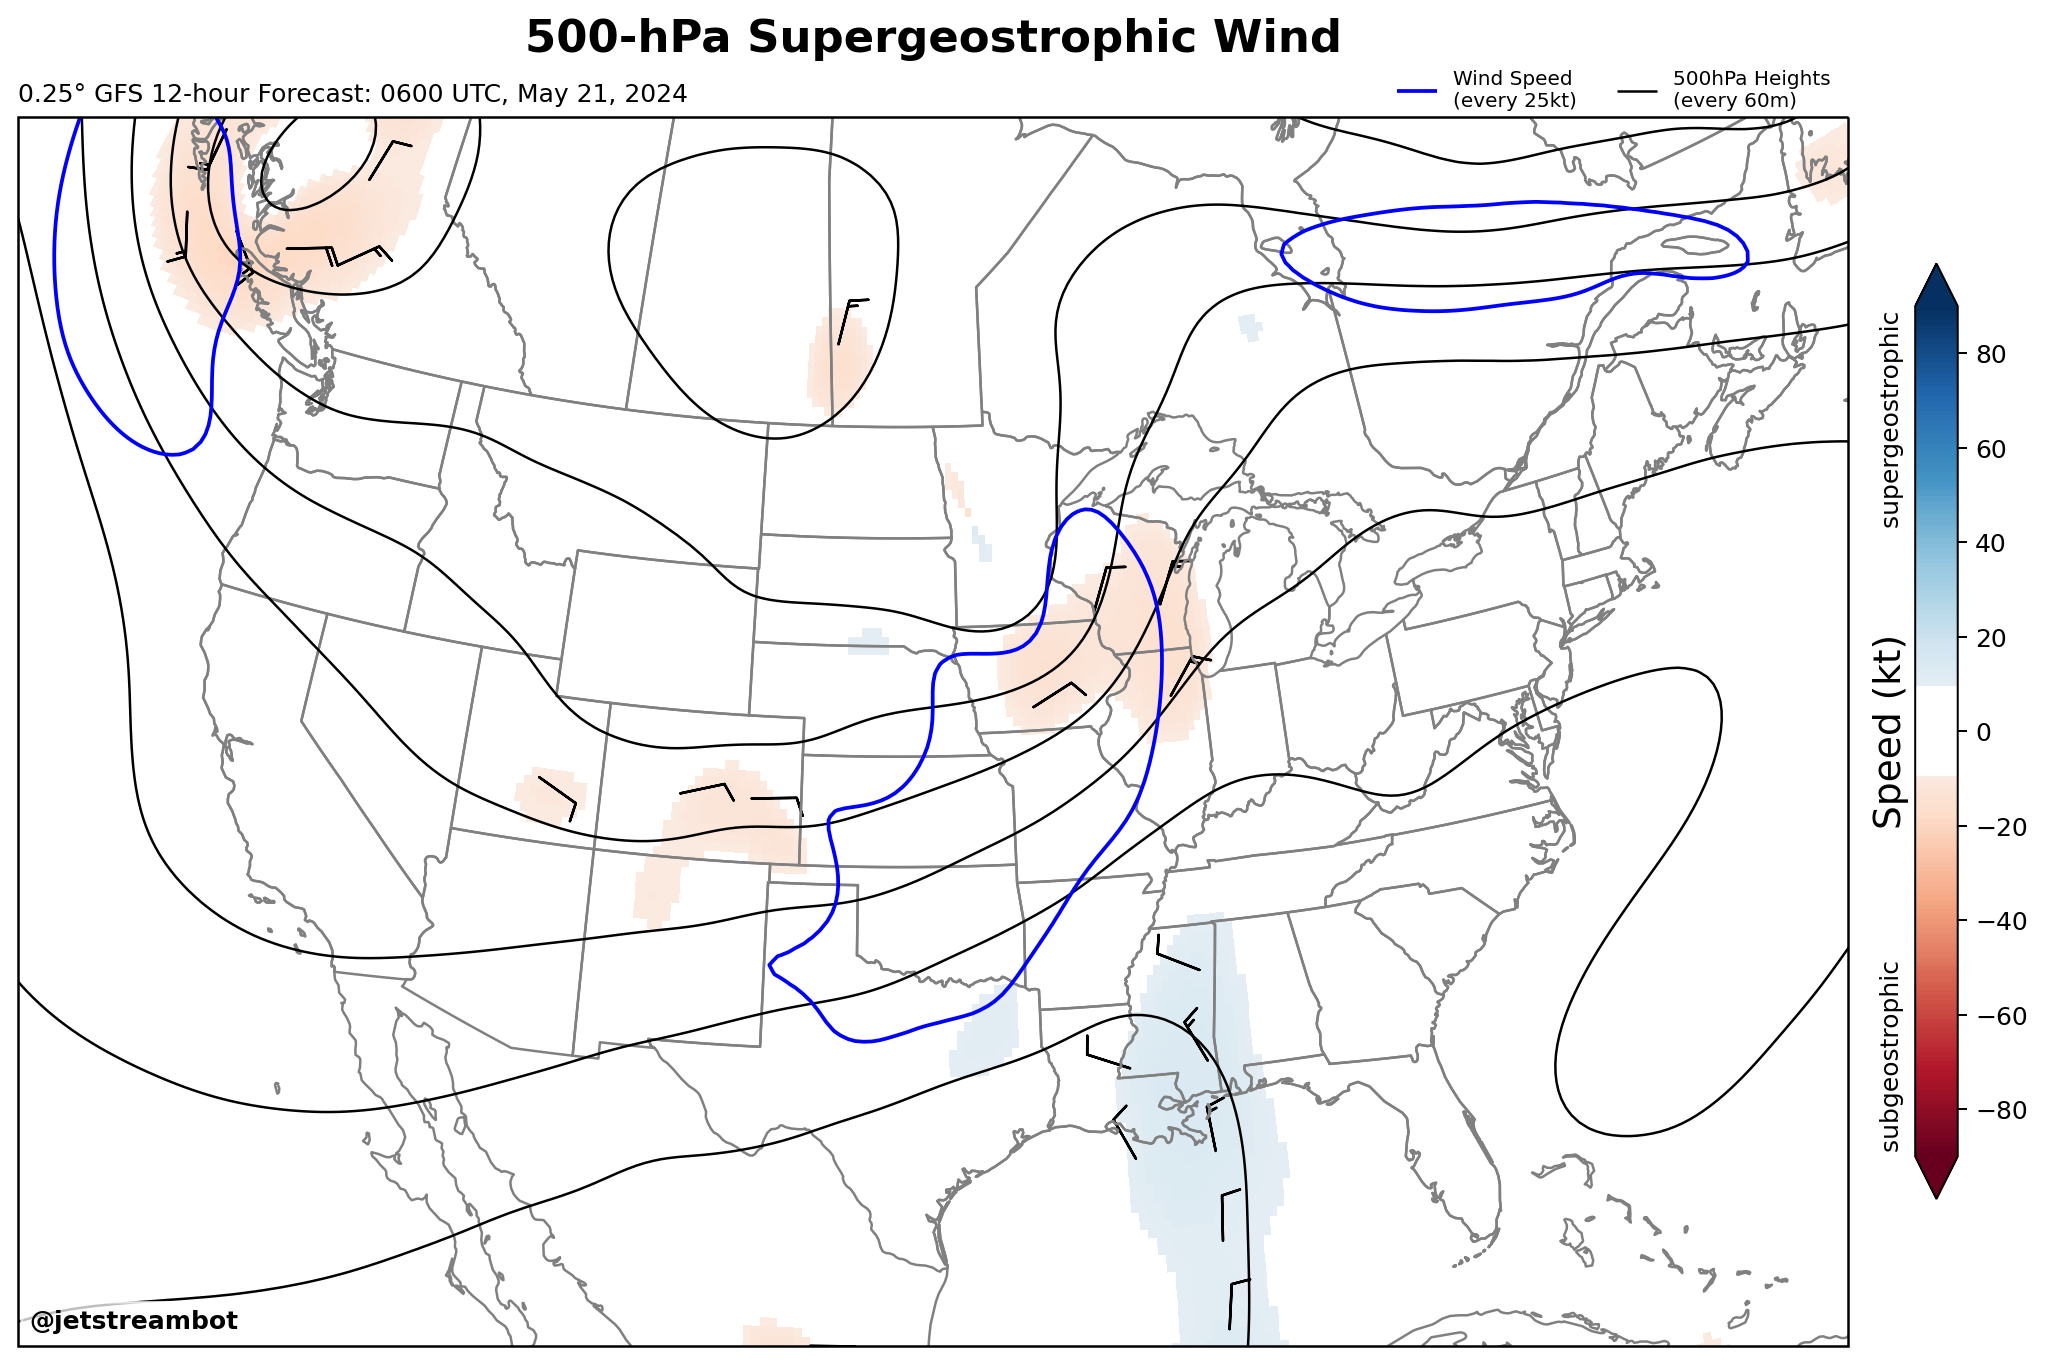 500-hPa Supergeostrophic Wind
0.25° GFS 12-hour Forecast: 0600 UTC, May 21, 2024
Wind Speed
(every 25kt)
500hPa Heights
(every 60m)
supergeostrophic
subgeostrophic
Speed (kt)
80
60
40
20
0
−20
−40
−60
−80
@jetstreambot